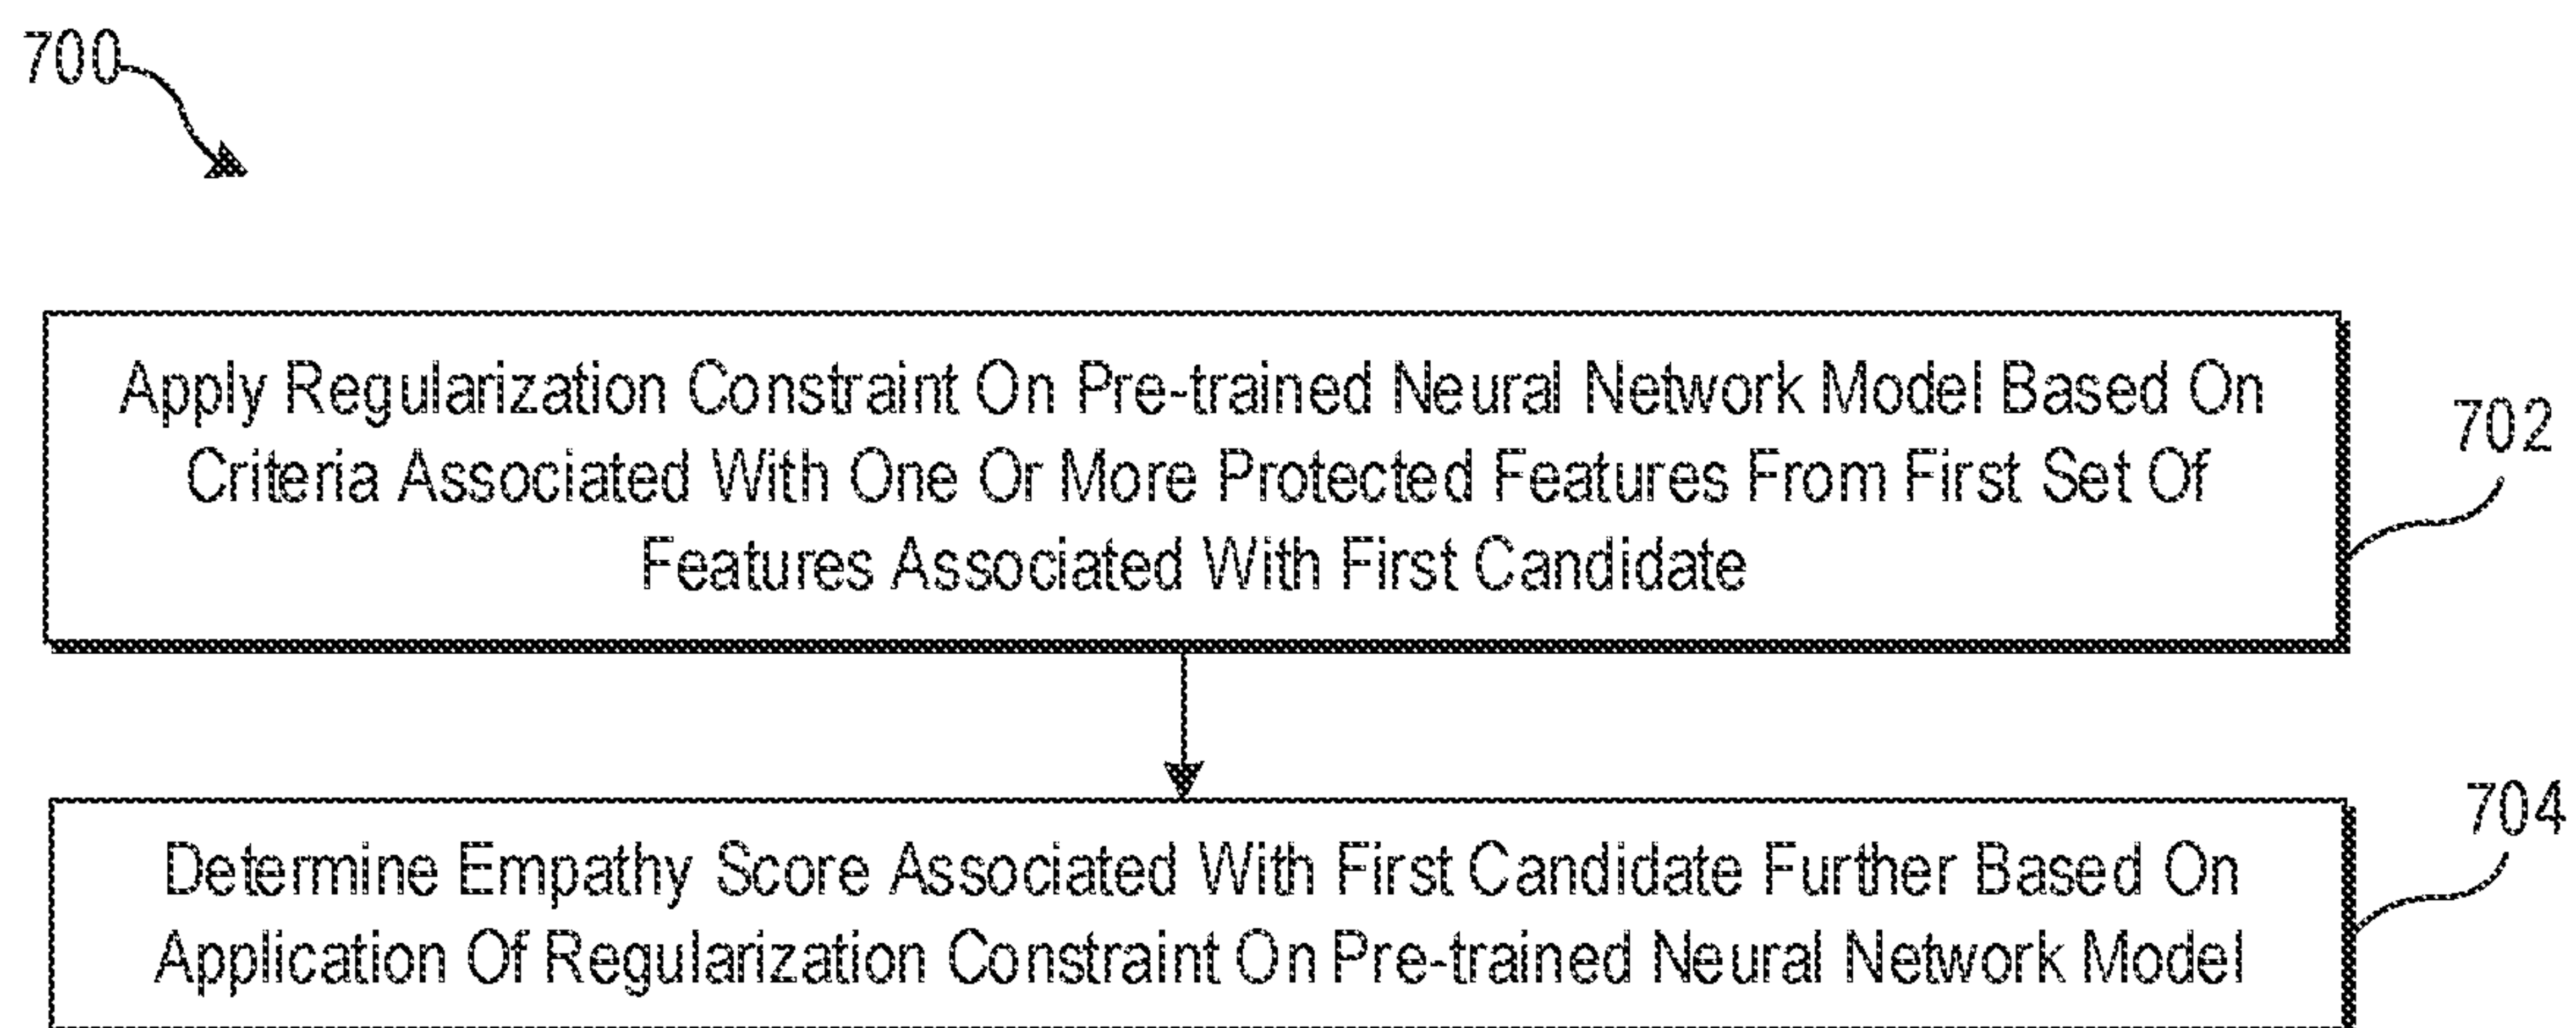 700
Apply Regularization Constraint On Pre-trained Neural Network Model Based On
Criteria Associated With One Or More Protected Features From First Set Of
Features Associated With First Candidate
702
Determine Empathy Score Associated With First Candidate Further Based On
Application Of Regularization Constraint On Pre-trained Neural Network Model
704